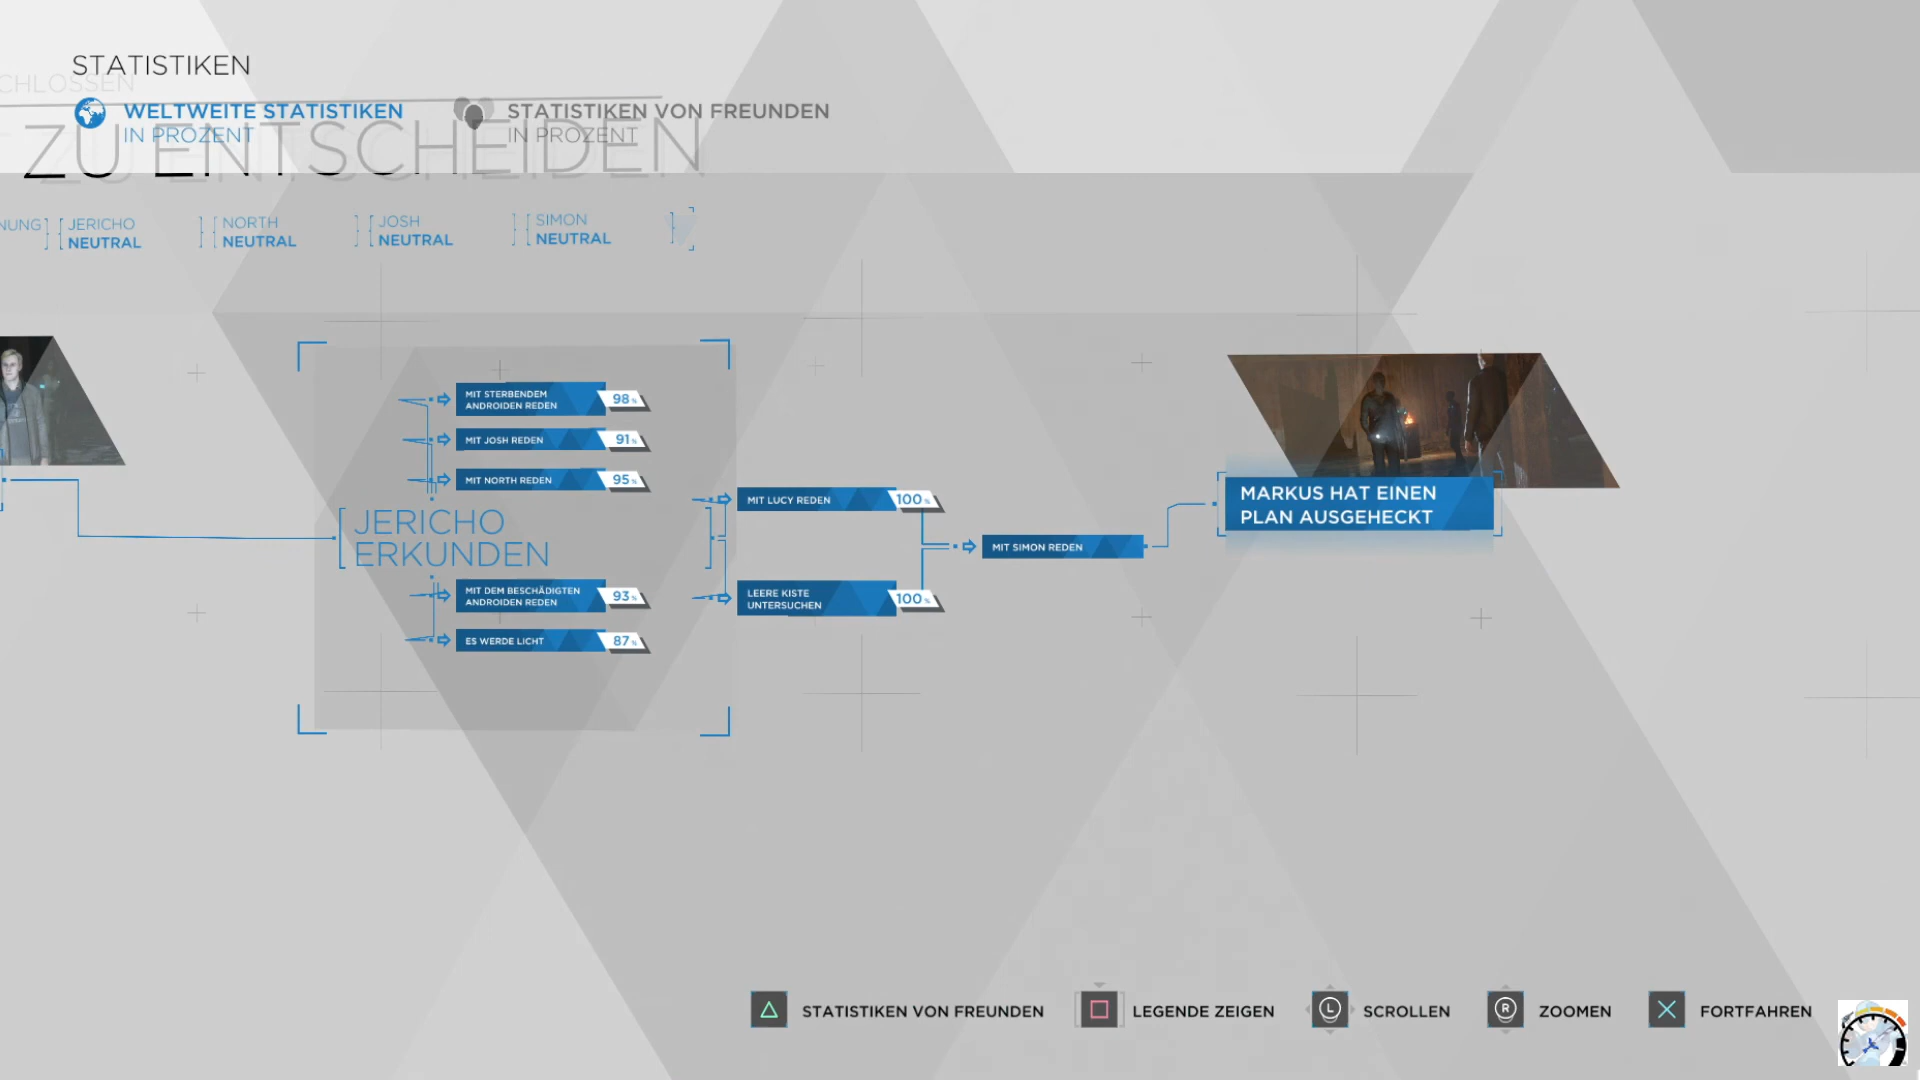 STATISTIKEN
CHLOSSEN
WELTWEITE STATISTIKEN
IN PROZENT
STATISTIKEN VON FREUNDEN
IN PROZENT
ZU ENTSCHEIDEN
NUNG
JERICHO
NEUTRAL
NORTH
NEUTRAL
JOSH
NEUTRAL
SIMON
NEUTRAL
MIT STERBENDEM
ANDROIDEN REDEN
98%
MIT JOSH REDEN
91%
MIT NORTH REDEN
95%
JERICHO
ERKUNDEN
MIT DEM BESCHÄDIGTEN
ANDROIDEN REDEN
93%
ES WERDE LICHT
87%
MIT LUCY REDEN
100%
LEERE KISTE
UNTERSUCHEN
100%
MIT SIMON REDEN
MARKUS HAT EINEN
PLAN AUSGEHECKT
STATISTIKEN VON FREUNDEN
LEGENDE ZEIGEN
L
SCROLLEN
R
ZOOMEN
FORTFAHREN